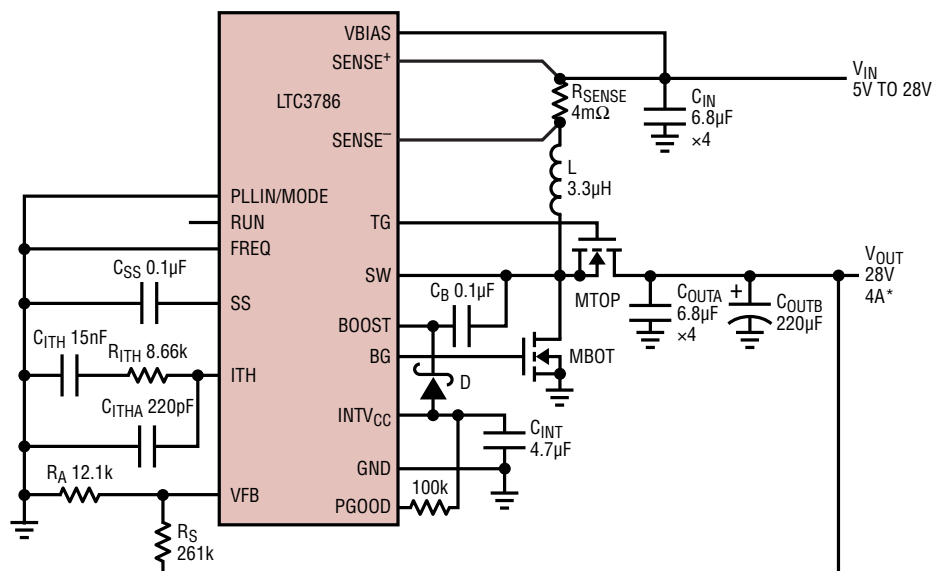 VBIAS
SENSE+
LTC3786
SENSE−
PLLIN/MODE
RUN
FREQ
SS
ITH
VFB
TG
SW
BOOST
BG
INTVCC
GND
PGOOD
VIN
5V TO 28V
CIN
6.8µF
×4
RSENSE
4mΩ
L
3.3µH
MTOP
MBOT
VOUT
28V
4A*
COUTA
6.8µF
×4
+
COUTB
220µF
CB 0.1µF
D
CINT
4.7µF
100k
CSS 0.1µF
CITH 15nF
RITH 8.66k
CITHA 220pF
RA 12.1k
RS
261k